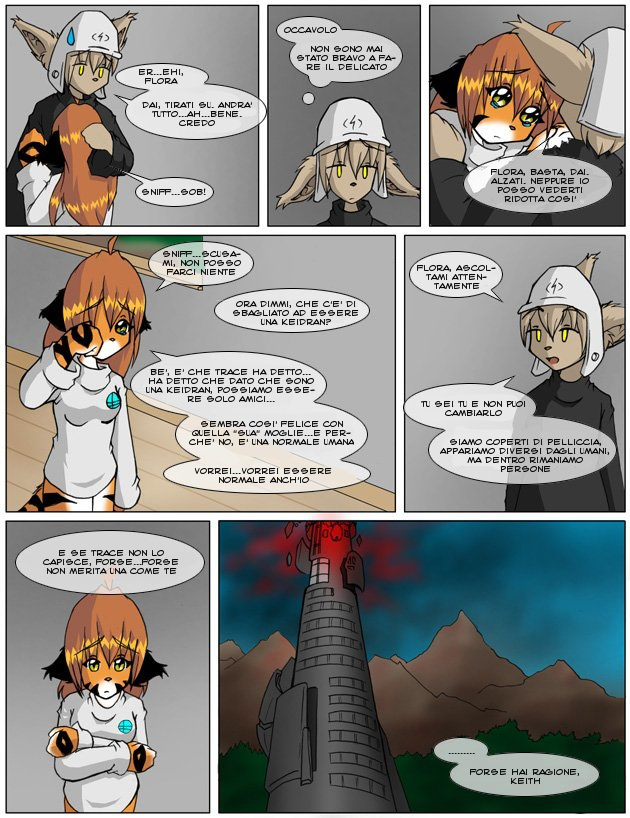 ER...EHI,
FLORA
DAI, TIRATI SU. ANDRA'
TUTTO...AH...BENE.
CREDO
SNIFF...SOB!
OCCAVOLO
NON SONO MAI
STATO BRAVO A FA-
RE IL DELICATO
FLORA, BASTA, DAI.
ALZATI. NEPPURE IO
POSSO VEDERTI
RIDOTTA COSI'
SNIFF...SCUSA-
MI, NON POSSO
FARCI NIENTE
ORA DIMMI, CHE C'E' DI
SBAGLIATO AD ESSERE
UNA KEIDRAN?
BE', E' CHE TRACE HA DETTO...
HA DETTO CHE DATO CHE SONO
UNA KEIDRAN, POSSIAMO ESSE-
RE SOLO AMICI...
SEMBRA COSI' FELICE CON
QUELLA "SUA" MOGLIE...E PER-
CHE' NO, E' UNA NORMALE UMANA
VORREI...VORREI ESSERE
NORMALE ANCH'IO
FLORA, ASCOL-
TAMI ATTEN-
TAMENTE
TU SEI TU E NON PUOI
CAMBIARLO
SIAMO COPERTI DI PELLICCIA,
APPARIAMO DIVERSI DAGLI UMANI,
MA DENTRO RIMANIAMO
PERSONE
E SE TRACE NON LO
CAPISCE, FORSE...FORSE
NON MERITA UNA COME TE
.........
FORSE HAI RAGIONE,
KEITH